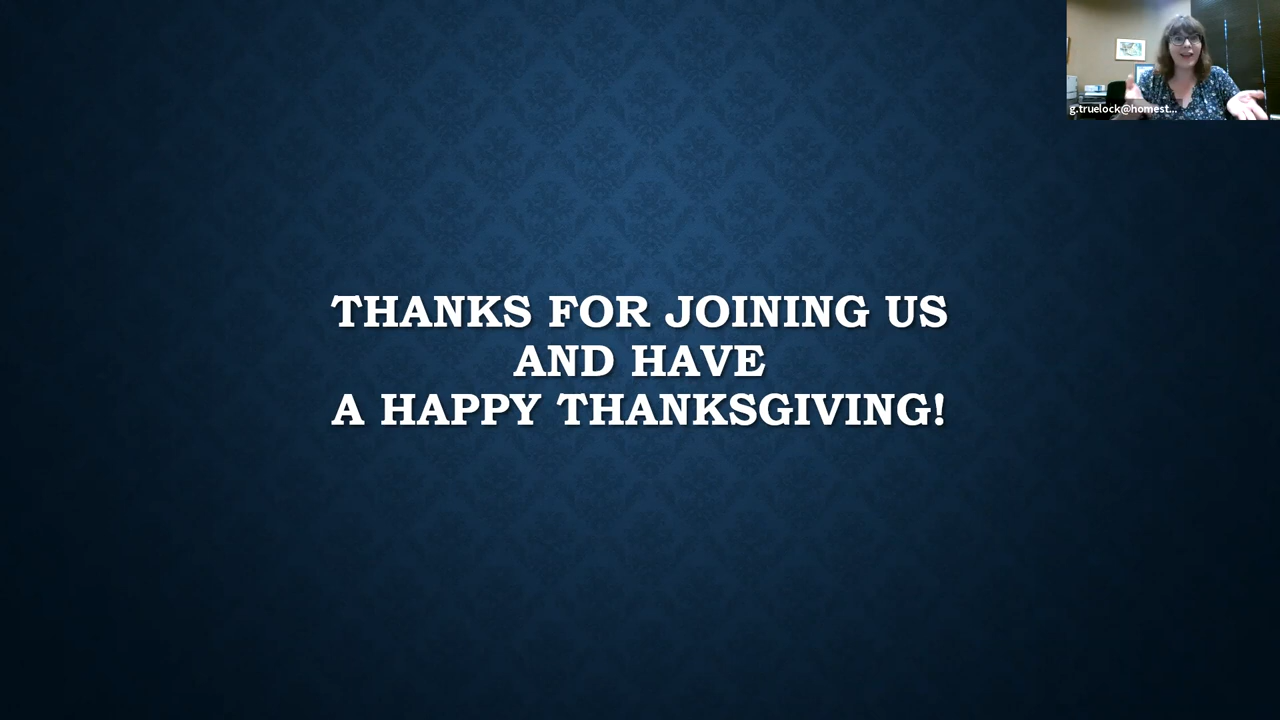 g.truelock@homest...
THANKS FOR JOINING US
AND HAVE
A HAPPY THANKSGIVING!